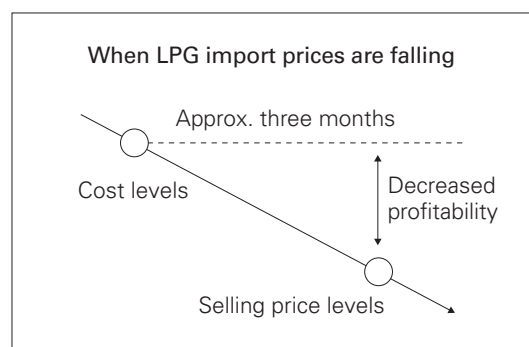 When LPG import prices are falling
Approx. three months
Cost levels
Decreased
profitability
Selling price levels